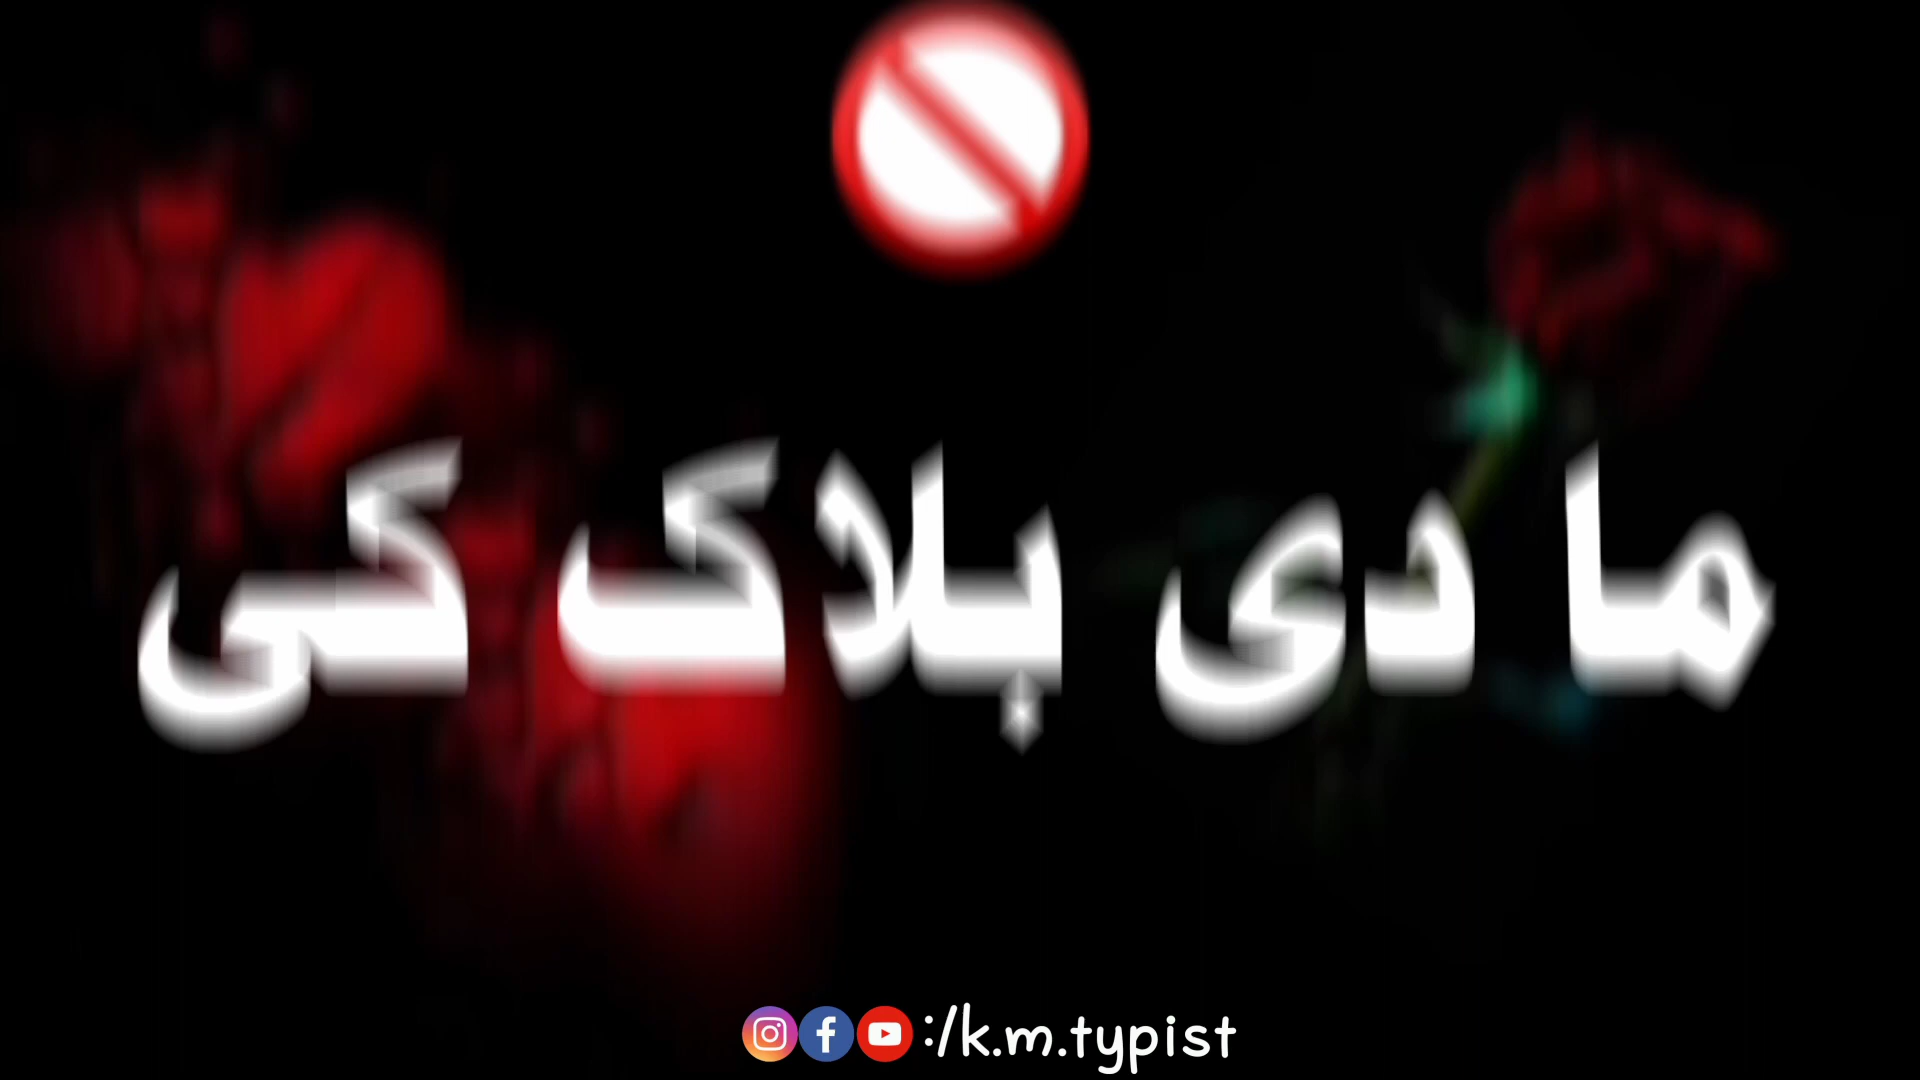 ما دی بلاک کی
:/k.m.typist